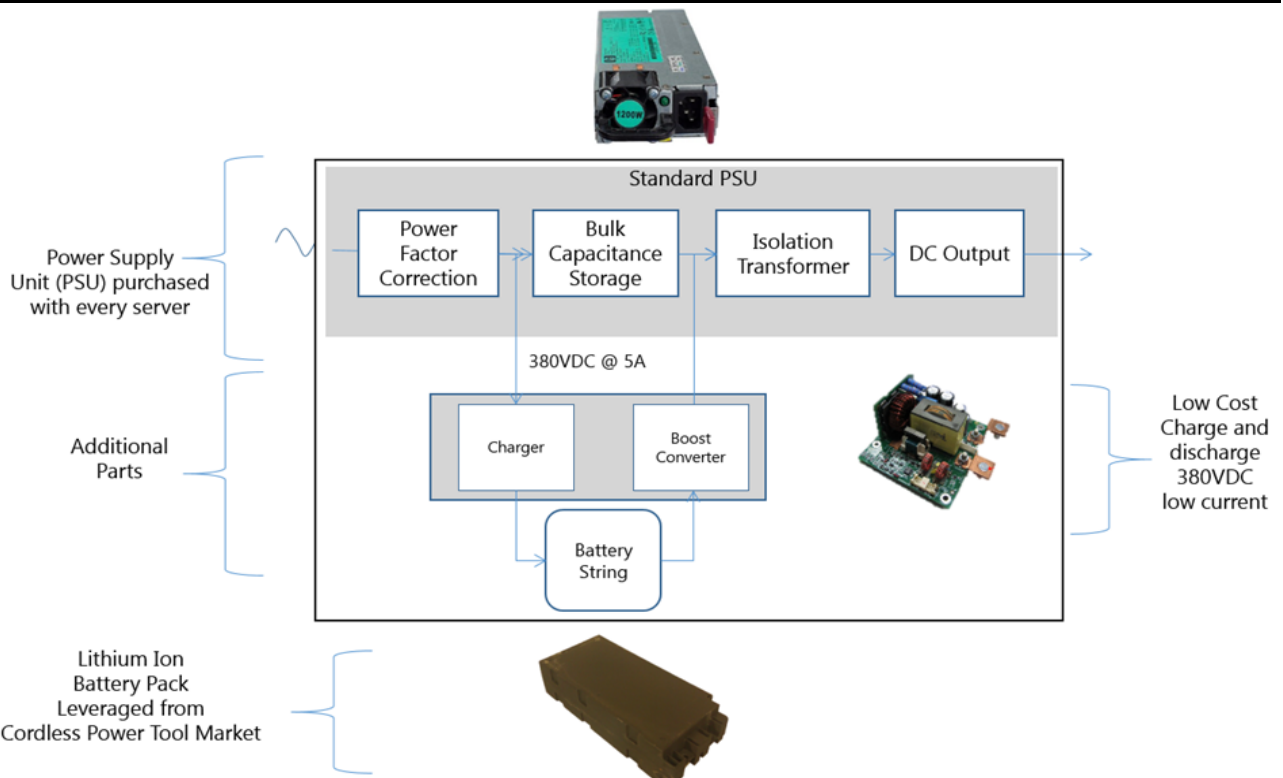 1200W
Standard PSU
Power
Factor
Correction
Bulk
Capacitance
Storage
Isolation
Transformer
DC Output
Power Supply
Unit (PSU) purchased
with every server
380VDC @ 5A
Additional
Parts
Charger
Boost
Converter
Battery
String
Low Cost
Charge and
discharge
380VDC
low current
Lithium Ion
Battery Pack
Leveraged from
Cordless Power Tool Market